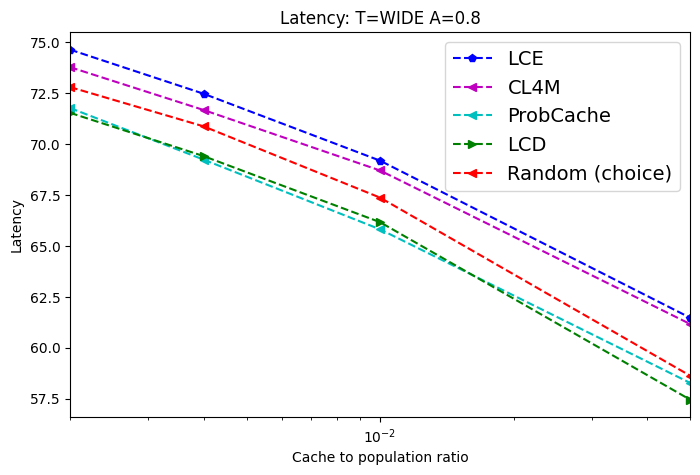 Latency: T=WIDE A=0.8
75.0
72.5
70.0
67.5
65.0
62.5
60.0
57.5
Latency
LCE
CL4M
ProbCache
LCD
Random (choice)
10⁻²
Cache to population ratio